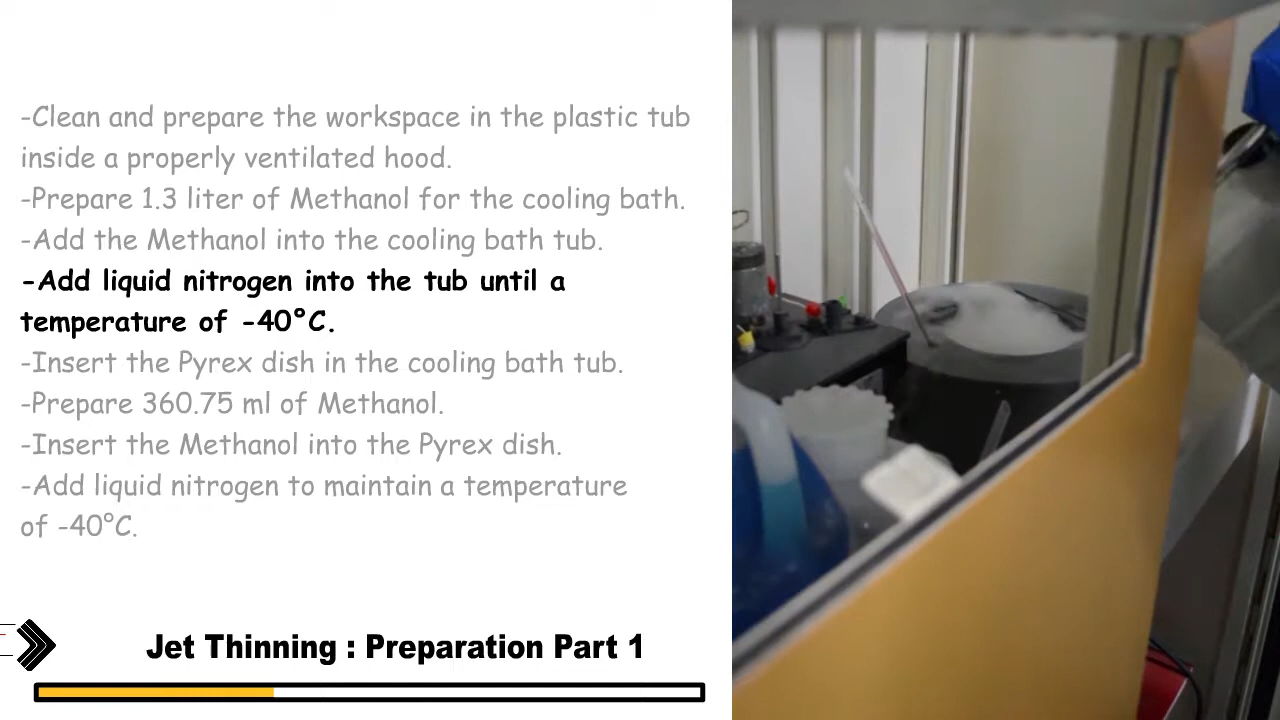 -Clean and prepare the workspace in the plastic tub
inside a properly ventilated hood.
-Prepare 1.3 liter of Methanol for the cooling bath.
-Add the Methanol into the cooling bath tub.
-Add liquid nitrogen into the tub until a
temperature of -40°C.
-Insert the Pyrex dish in the cooling bath tub.
-Prepare 360.75 ml of Methanol.
-Insert the Methanol into the Pyrex dish.
-Add liquid nitrogen to maintain a temperature
of -40°C.
Jet Thinning : Preparation Part 1